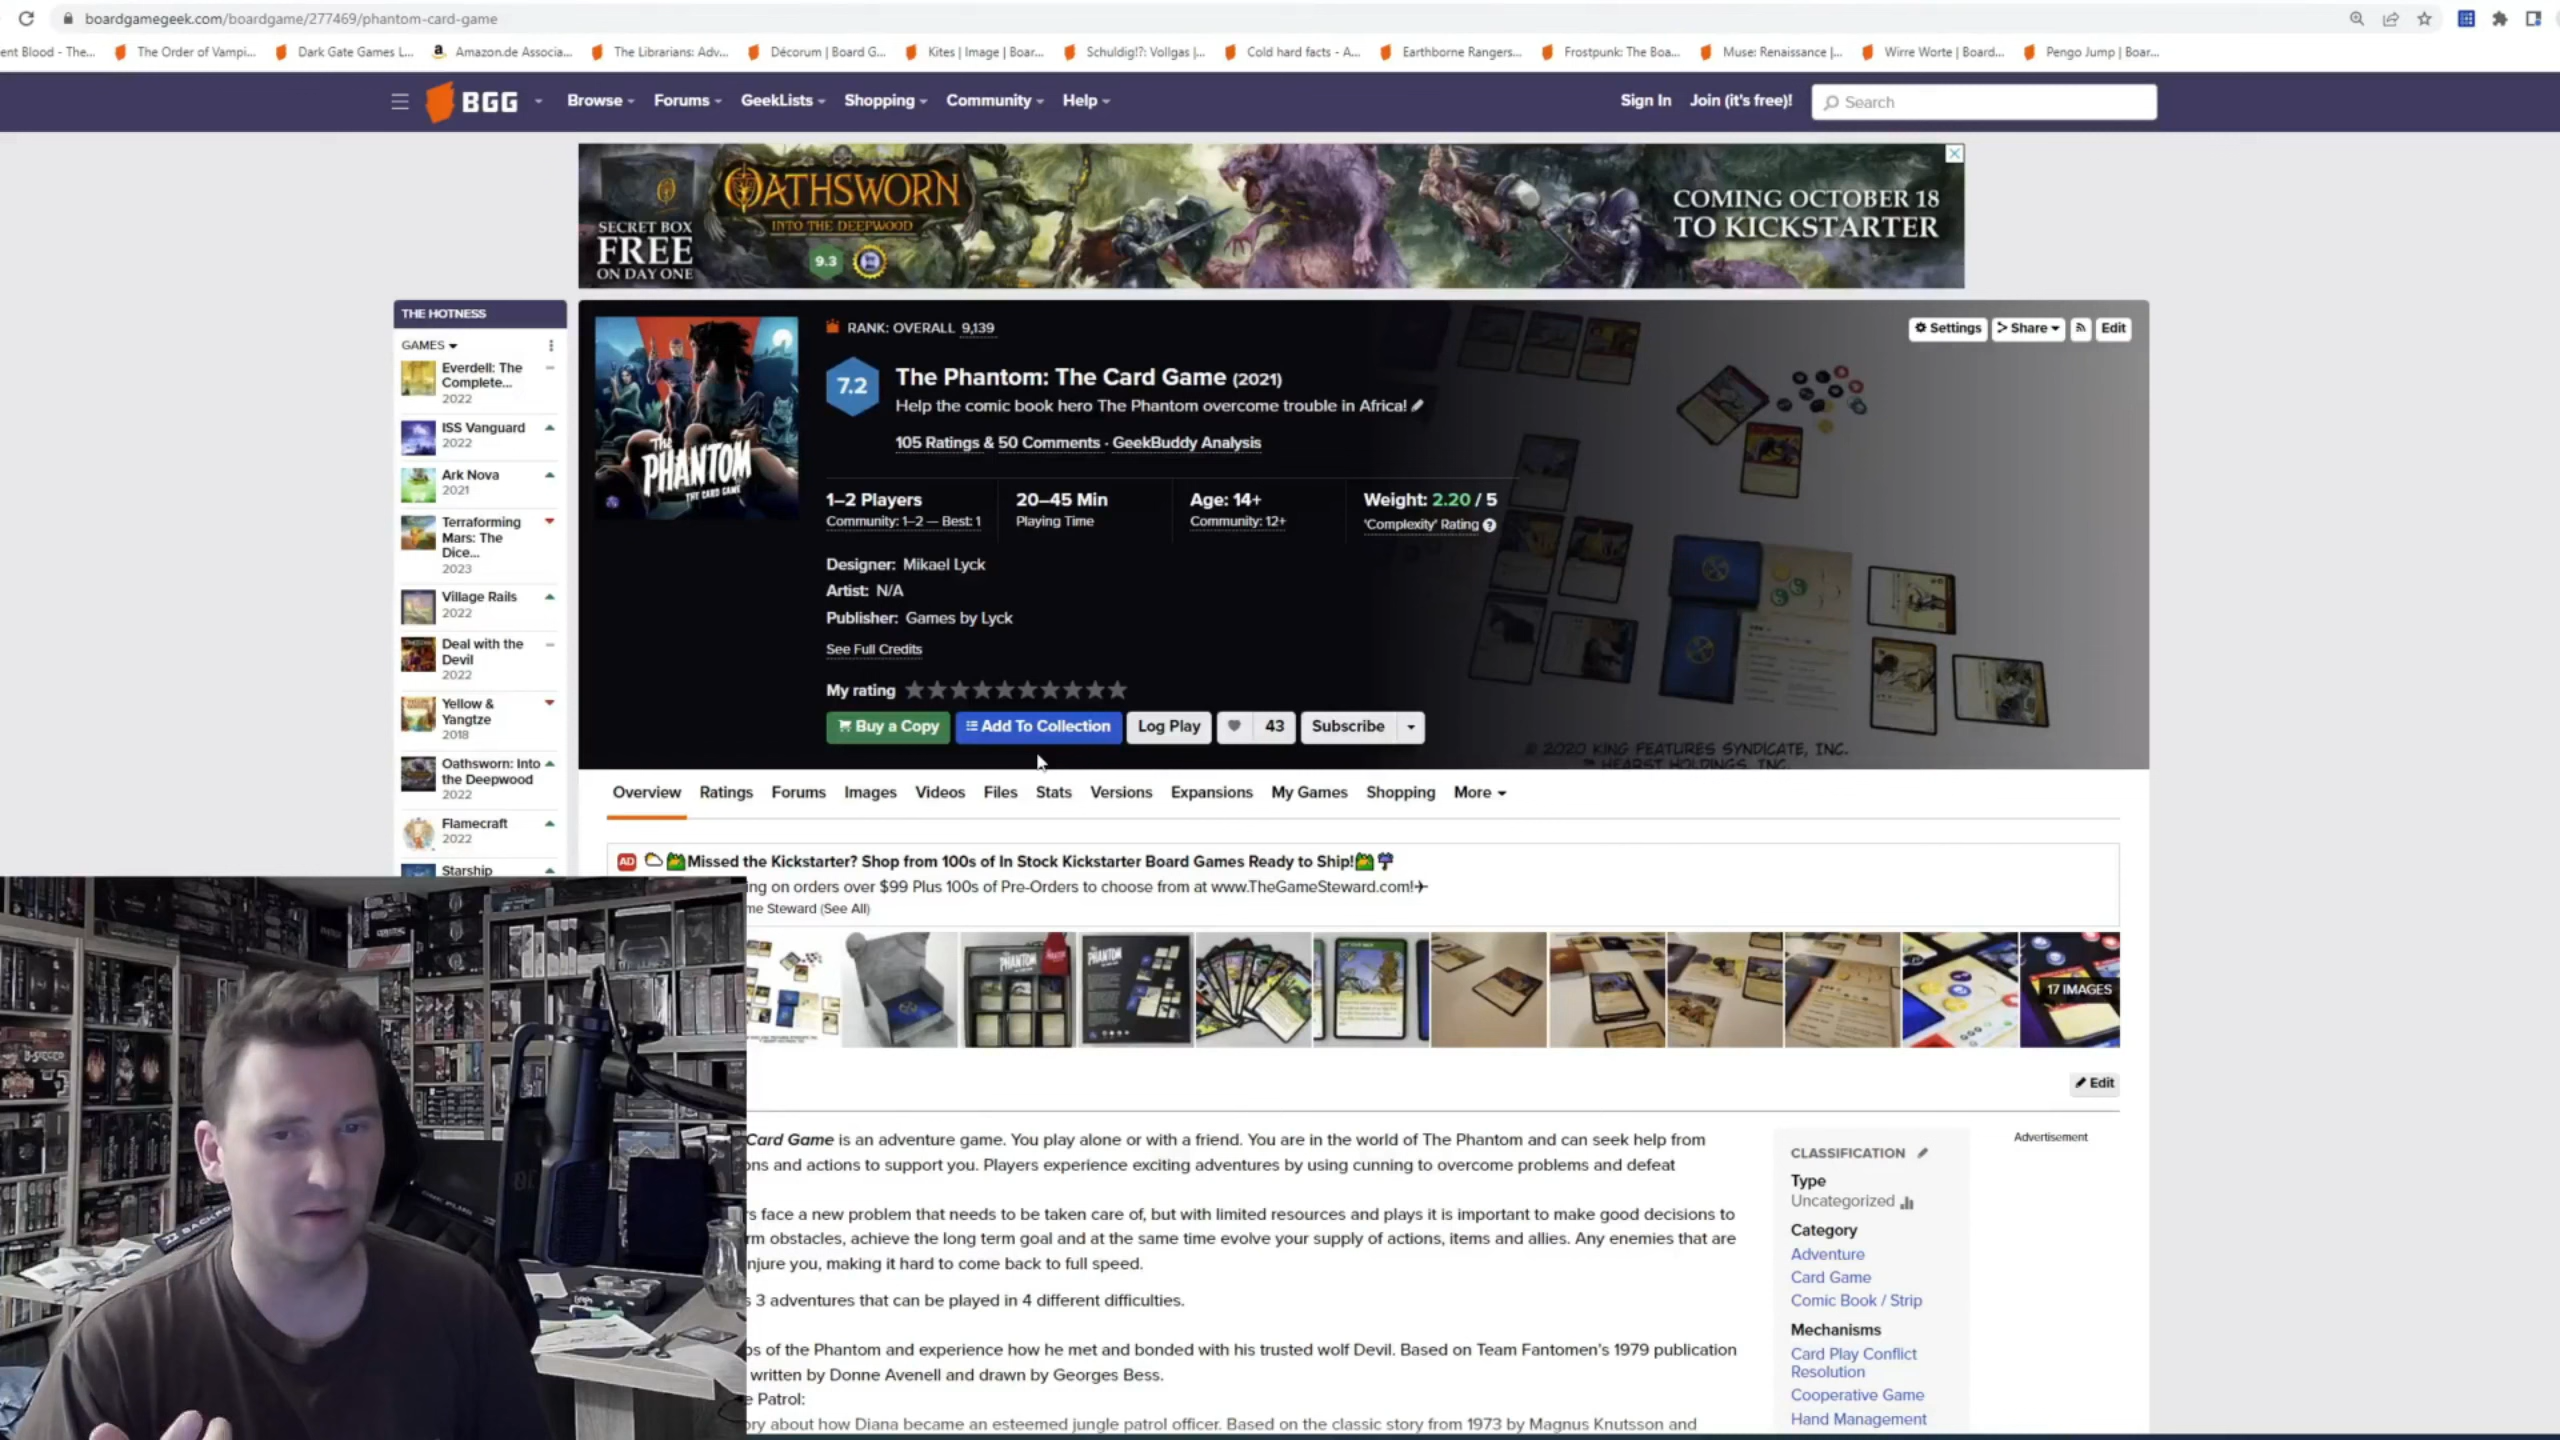 boardgamegeek.com/boardgame/277469/phantom-card-game
ent Blood - The...
The Order of Vampi...
Dark Gate Games L...
Amazon.de Associa...
The Librarians: Adv...
Décorum | Board G...
Kites | Image | Boar...
Schuldig!?: Vollgas |...
Cold hard facts - A...
Earthborne Rangers...
Frostpunk: The Boa...
Muse: Renaissance |...
Wirre Worte | Board...
Pengo Jump | Boar...
BGG
Browse
Forums
GeekLists
Shopping
Community
Help
Sign In
Join (it's free)!
Search
SECRET BOX
FREE
ON DAY ONE
OATHSWORN
INTO THE DEEPWOOD
9.3
COMING OCTOBER 18
TO KICKSTARTER
THE HOTNESS
GAMES
Everdell: The
Complete...
2022
ISS Vanguard
2022
Ark Nova
2021
Terraforming
Mars: The
Dice...
2023
Village Rails
2022
Deal with the
Devil
2022
Yellow &
Yangtze
2018
Oathsworn: Into
the Deepwood
2022
Flamecraft
2022
Starship
THE
PHANTOM
THE CARD GAME
RANK: OVERALL 9,139
Settings
Share
Edit
7.2
The Phantom: The Card Game (2021)
Help the comic book hero The Phantom overcome trouble in Africa!
105 Ratings & 50 Comments · GeekBuddy Analysis
1–2 Players
Community: 1–2 — Best: 1
20–45 Min
Playing Time
Age: 14+
Community: 12+
Weight: 2.20 / 5
'Complexity' Rating
Designer: Mikael Lyck
Artist: N/A
Publisher: Games by Lyck
See Full Credits
My rating
Buy a Copy
Add To Collection
Log Play
43
Subscribe
© 2020 KING FEATURES SYNDICATE, INC.
™ HEARST HOLDINGS, INC.
Overview
Ratings
Forums
Images
Videos
Files
Stats
Versions
Expansions
My Games
Shopping
More
AD Missed the Kickstarter? Shop from 100s of In Stock Kickstarter Board Games Ready to Ship!
ng on orders over $99 Plus 100s of Pre-Orders to choose from at www.TheGameSteward.com!
me Steward (See All)
PHANTOM
PHANTOM
17 IMAGES
Edit
Card Game is an adventure game. You play alone or with a friend. You are in the world of The Phantom and can seek help from
ons and actions to support you. Players experience exciting adventures by using cunning to overcome problems and defeat
rs face a new problem that needs to be taken care of, but with limited resources and plays it is important to make good decisions to
rm obstacles, achieve the long term goal and at the same time evolve your supply of actions, items and allies. Any enemies that are
njure you, making it hard to come back to full speed.
s 3 adventures that can be played in 4 different difficulties.
os of the Phantom and experience how he met and bonded with his trusted wolf Devil. Based on Team Fantomen's 1979 publication
written by Donne Avenell and drawn by Georges Bess.
e Patrol:
ory about how Diana became an esteemed jungle patrol officer. Based on the classic story from 1973 by Magnus Knutsson and
CLASSIFICATION
Type
Uncategorized
Category
Adventure
Card Game
Comic Book / Strip
Mechanisms
Card Play Conflict
Resolution
Cooperative Game
Hand Management
Advertisement